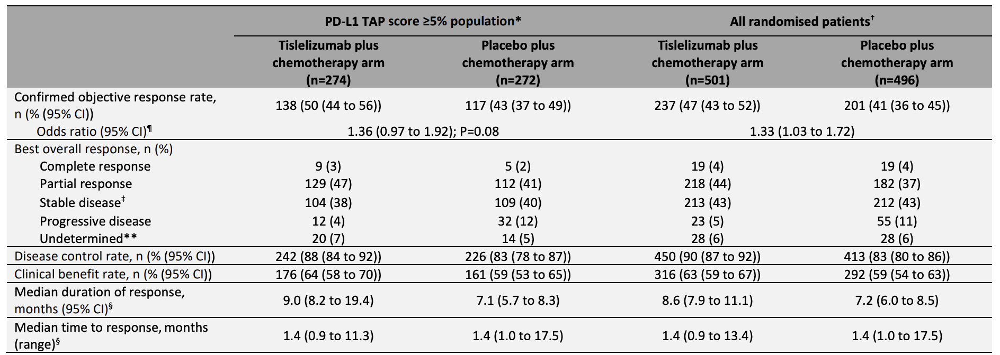 PD-L1 TAP score ≥5% population* All randomised patients†
Tislelizumab plus Placebo plus Tislelizumab plus Placebo plus
chemotherapy arm chemotherapy arm chemotherapy arm chemotherapy arm
(n=274) (n=272) (n=501) (n=496)
Confirmed objective response rate,
n (% (95% CI)) 138 (50 (44 to 56)) 117 (43 (37 to 49)) 237 (47 (43 to 52)) 201 (41 (36 to 45))
Odds ratio (95% CI)¶ 1.36 (0.97 to 1.92); P=0.08 1.33 (1.03 to 1.72)
Best overall response, n (%)
Complete response 9 (3) 5 (2) 19 (4) 19 (4)
Partial response 129 (47) 112 (41) 218 (44) 182 (37)
Stable disease‡ 104 (38) 109 (40) 213 (43) 212 (43)
Progressive disease 12 (4) 32 (12) 23 (5) 55 (11)
Undetermined** 20 (7) 14 (5) 28 (6) 28 (6)
Disease control rate, n (% (95% CI)) 242 (88 (84 to 92)) 226 (83 (78 to 87)) 450 (90 (87 to 92)) 413 (83 (80 to 86))
Clinical benefit rate, n (% (95% CI)) 176 (64 (58 to 70)) 161 (59 (53 to 65)) 316 (63 (59 to 67)) 292 (59 (54 to 63))
Median duration of response,
months (95% CI)§ 9.0 (8.2 to 19.4) 7.1 (5.7 to 8.3) 8.6 (7.9 to 11.1) 7.2 (6.0 to 8.5)
Median time to response, months
(range)§ 1.4 (0.9 to 11.3) 1.4 (1.0 to 17.5) 1.4 (0.9 to 13.4) 1.4 (1.0 to 17.5)